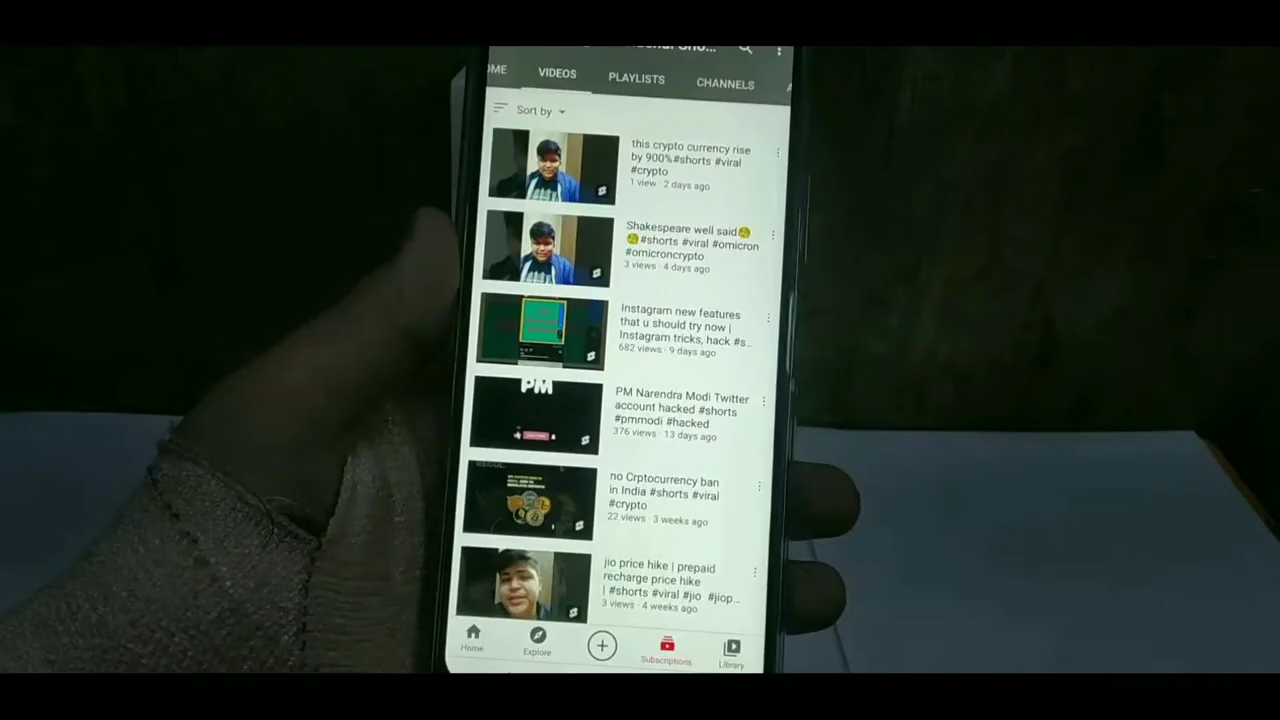 VIDEOS PLAYLISTS CHANNELS
Sort by
this crypto currency rise
by 900%#shorts #viral
#crypto
1 view · 2 days ago
Shakespeare well said🧐
🧐#shorts #viral #omicron
#omicroncrypto
3 views · 4 days ago
Instagram new features
that u should try now |
Instagram tricks, hack #s...
682 views · 9 days ago
PM
PM Narendra Modi Twitter
account hacked #shorts
#pmmodi #hacked
376 views · 13 days ago
no Crptocurrency ban
in India #shorts #viral
#crypto
22 views · 3 weeks ago
jio price hike | prepaid
recharge price hike
| #shorts #viral #jio #jiop...
3 views · 4 weeks ago
Home Explore Subscriptions Library